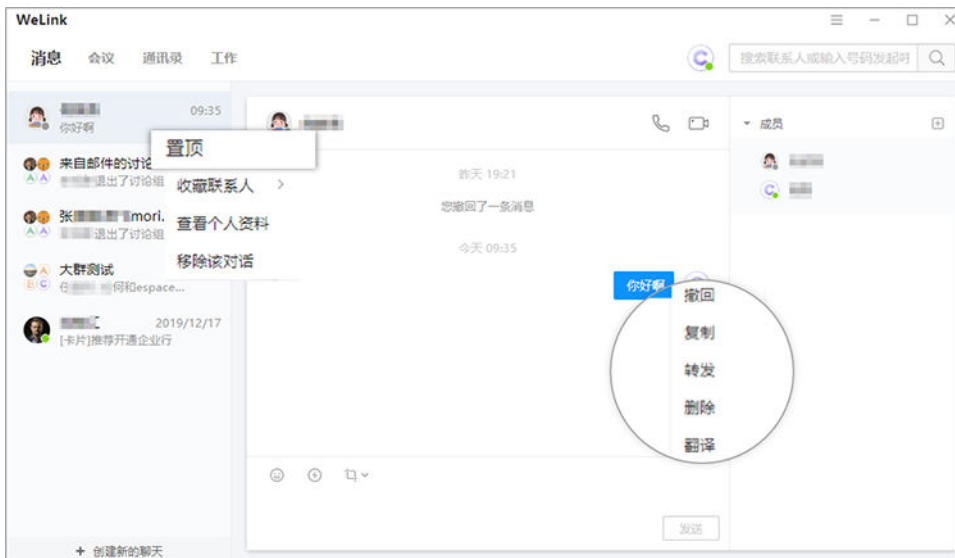 WeLink
消息 会议 通讯录 工作
搜索联系人或输入号码发起呼
09:35
你好啊
置顶
来自邮件的讨论
退出了讨论组
收藏联系人
张 mori.
退出了讨论组
查看个人资料
移除该对话
大群测试
何和espace...
2019/12/17
[卡片]推荐开通企业行
+ 创建新的聊天
昨天 19:21
您撤回了一条消息
今天 09:35
你好啊
撤回
复制
转发
删除
翻译
发送
成员